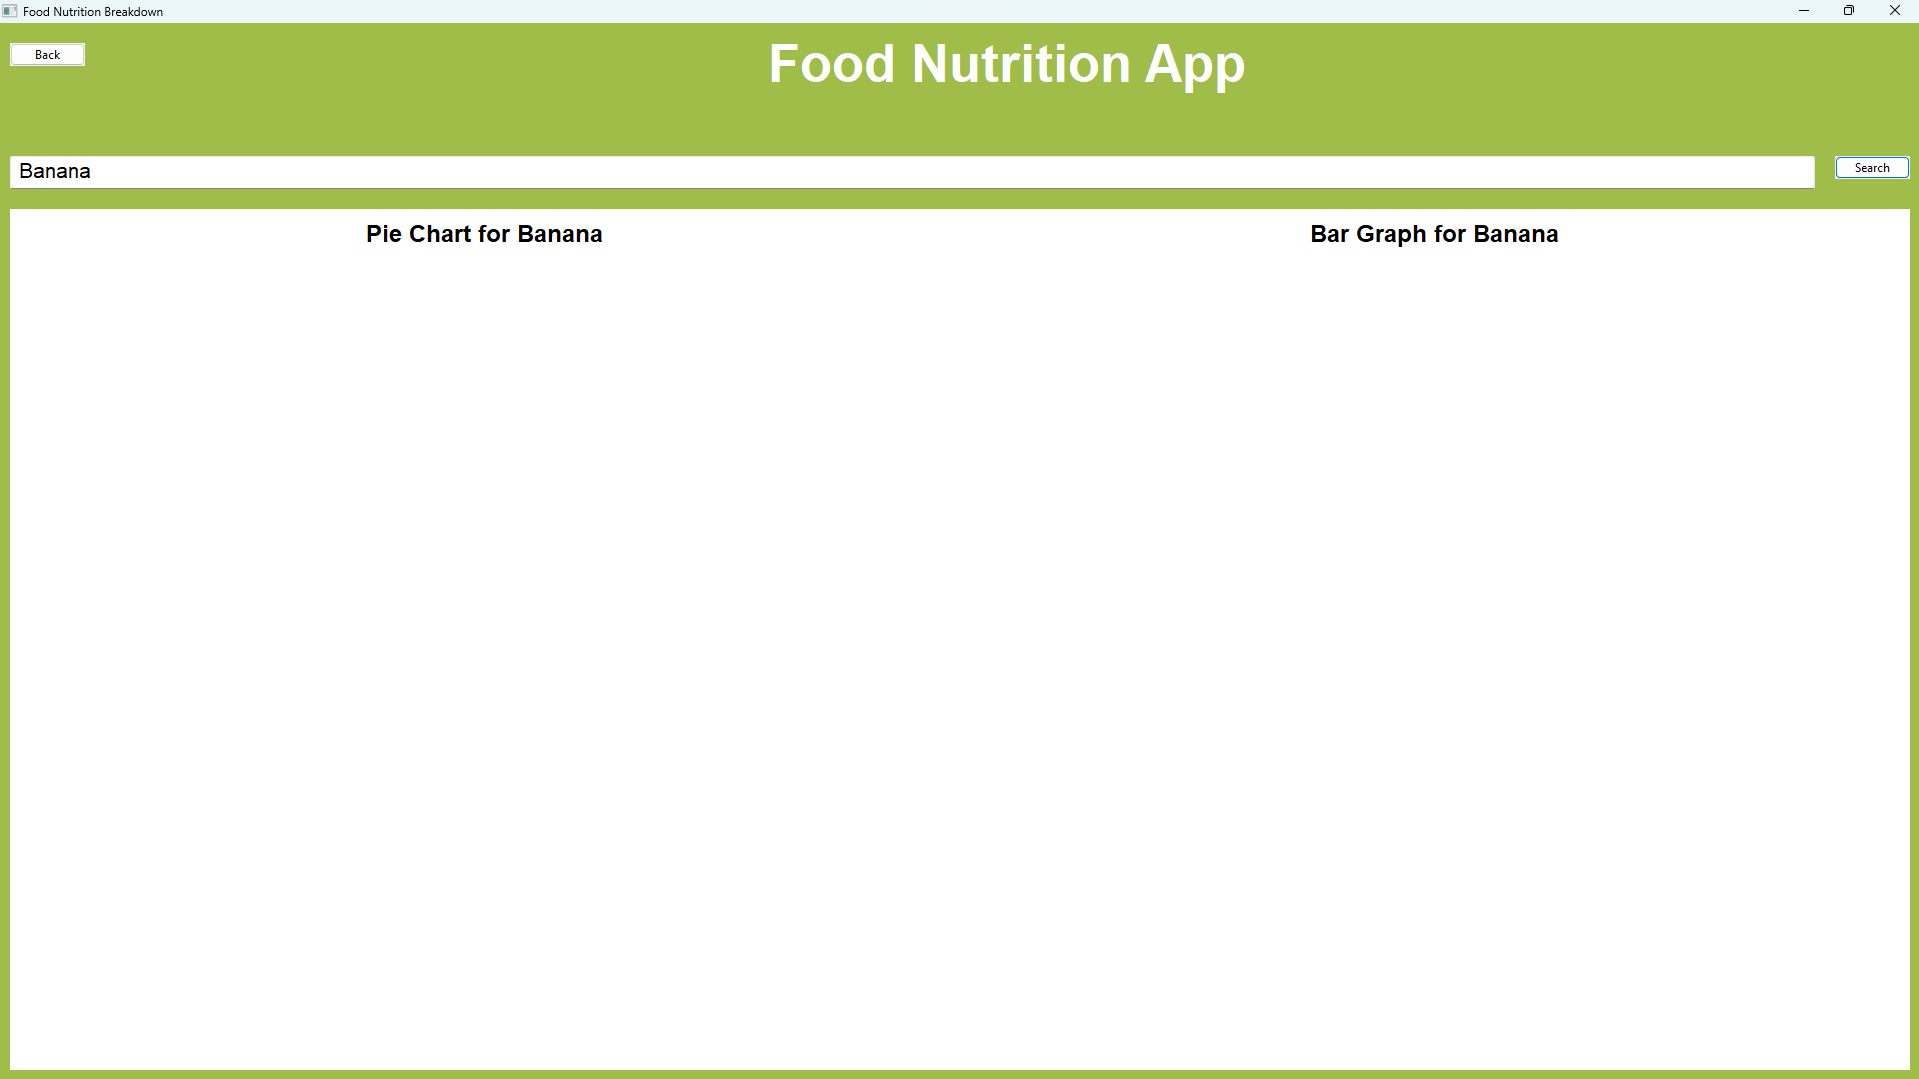 Food Nutrition Breakdown
Back
Food Nutrition App
Banana
Search
Pie Chart for Banana
Bar Graph for Banana